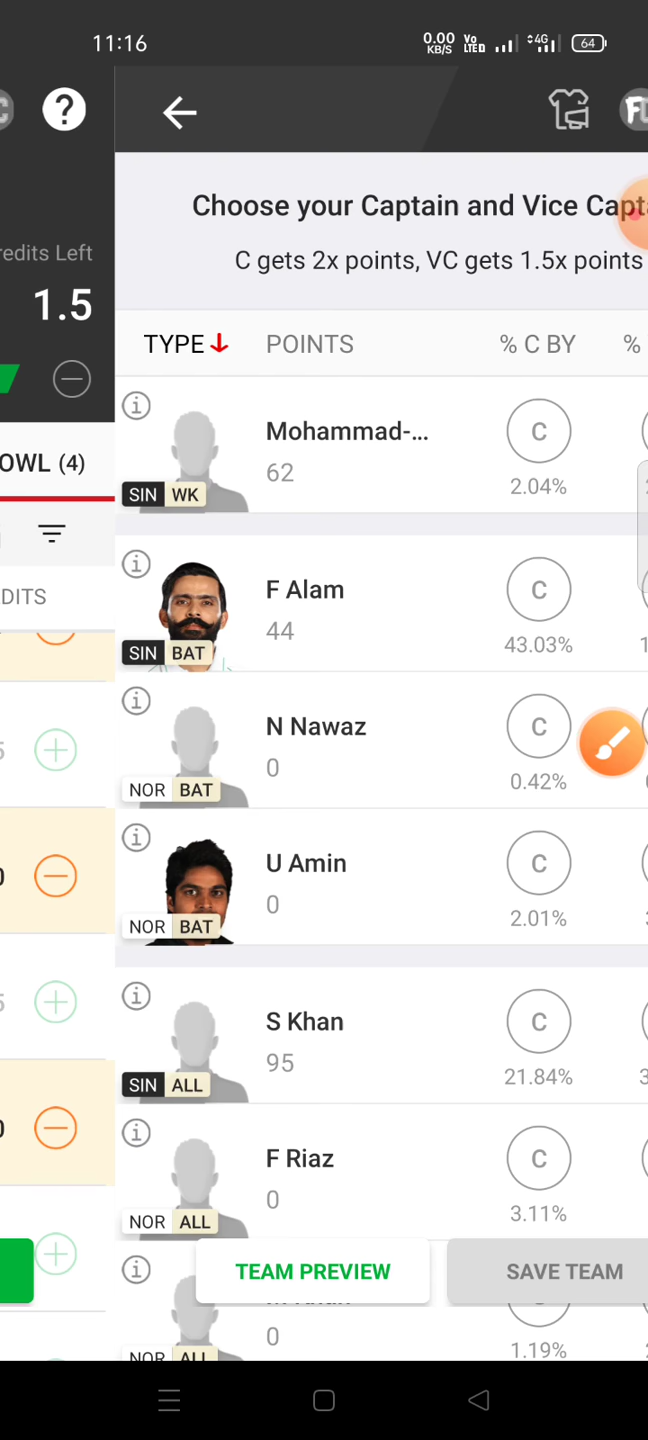 11:16
0.00 KB/S
Vo LTE
4G
64
C
?
FC
Choose your Captain and Vice Capt
C gets 2x points, VC gets 1.5x points
redits Left
1.5
TYPE POINTS % C BY %
OWL (4)
DITS
Mohammad-...
62
C
2.04%
SIN WK
F Alam
44
C
43.03%
SIN BAT
N Nawaz
0
C
0.42%
NOR BAT
U Amin
0
C
2.01%
NOR BAT
S Khan
95
C
21.84%
SIN ALL
F Riaz
0
C
3.11%
NOR ALL
TEAM PREVIEW
SAVE TEAM
0
1.19%
NOR ALL